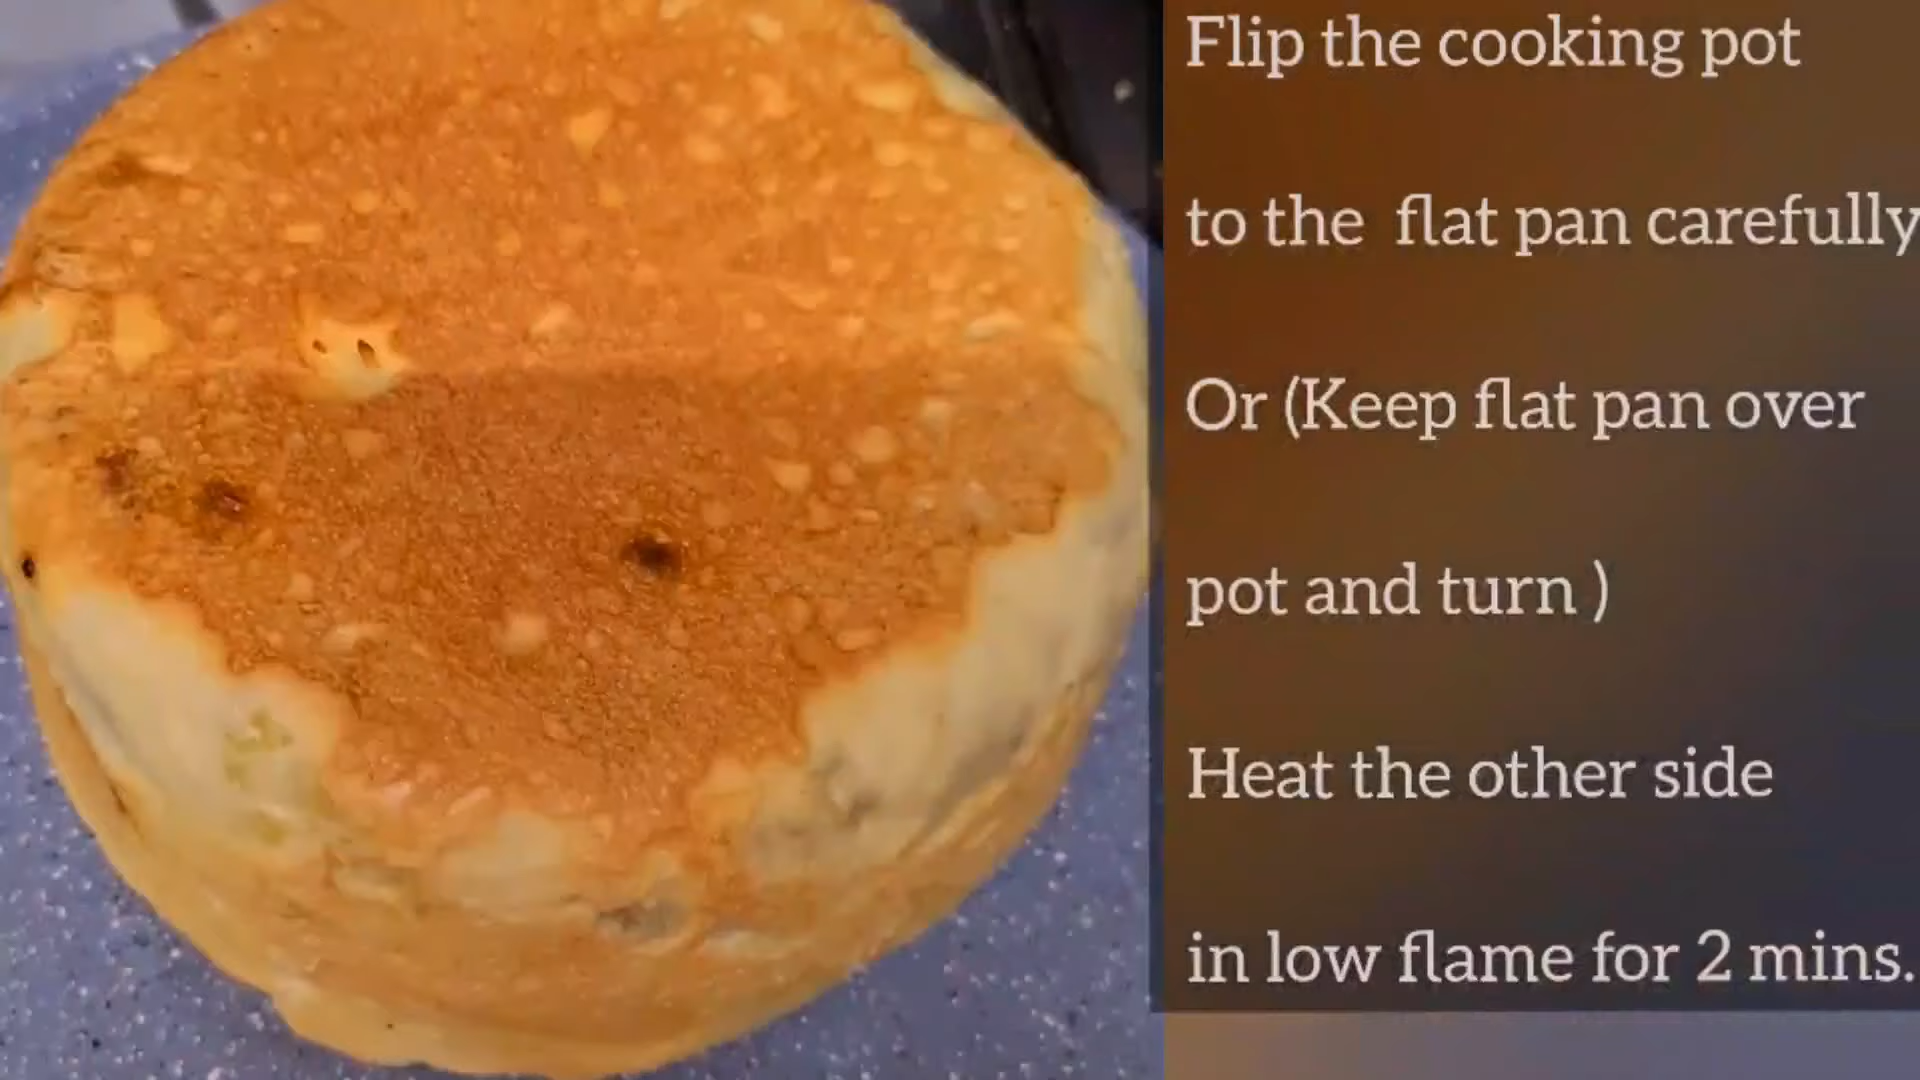 Flip the cooking pot
to the flat pan carefully
Or (Keep flat pan over
pot and turn )
Heat the other side
in low flame for 2 mins.